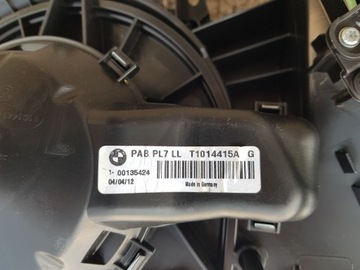 PAB PL7 LL T1014415A G
1- 00135424
04/04/12
Made in Germany